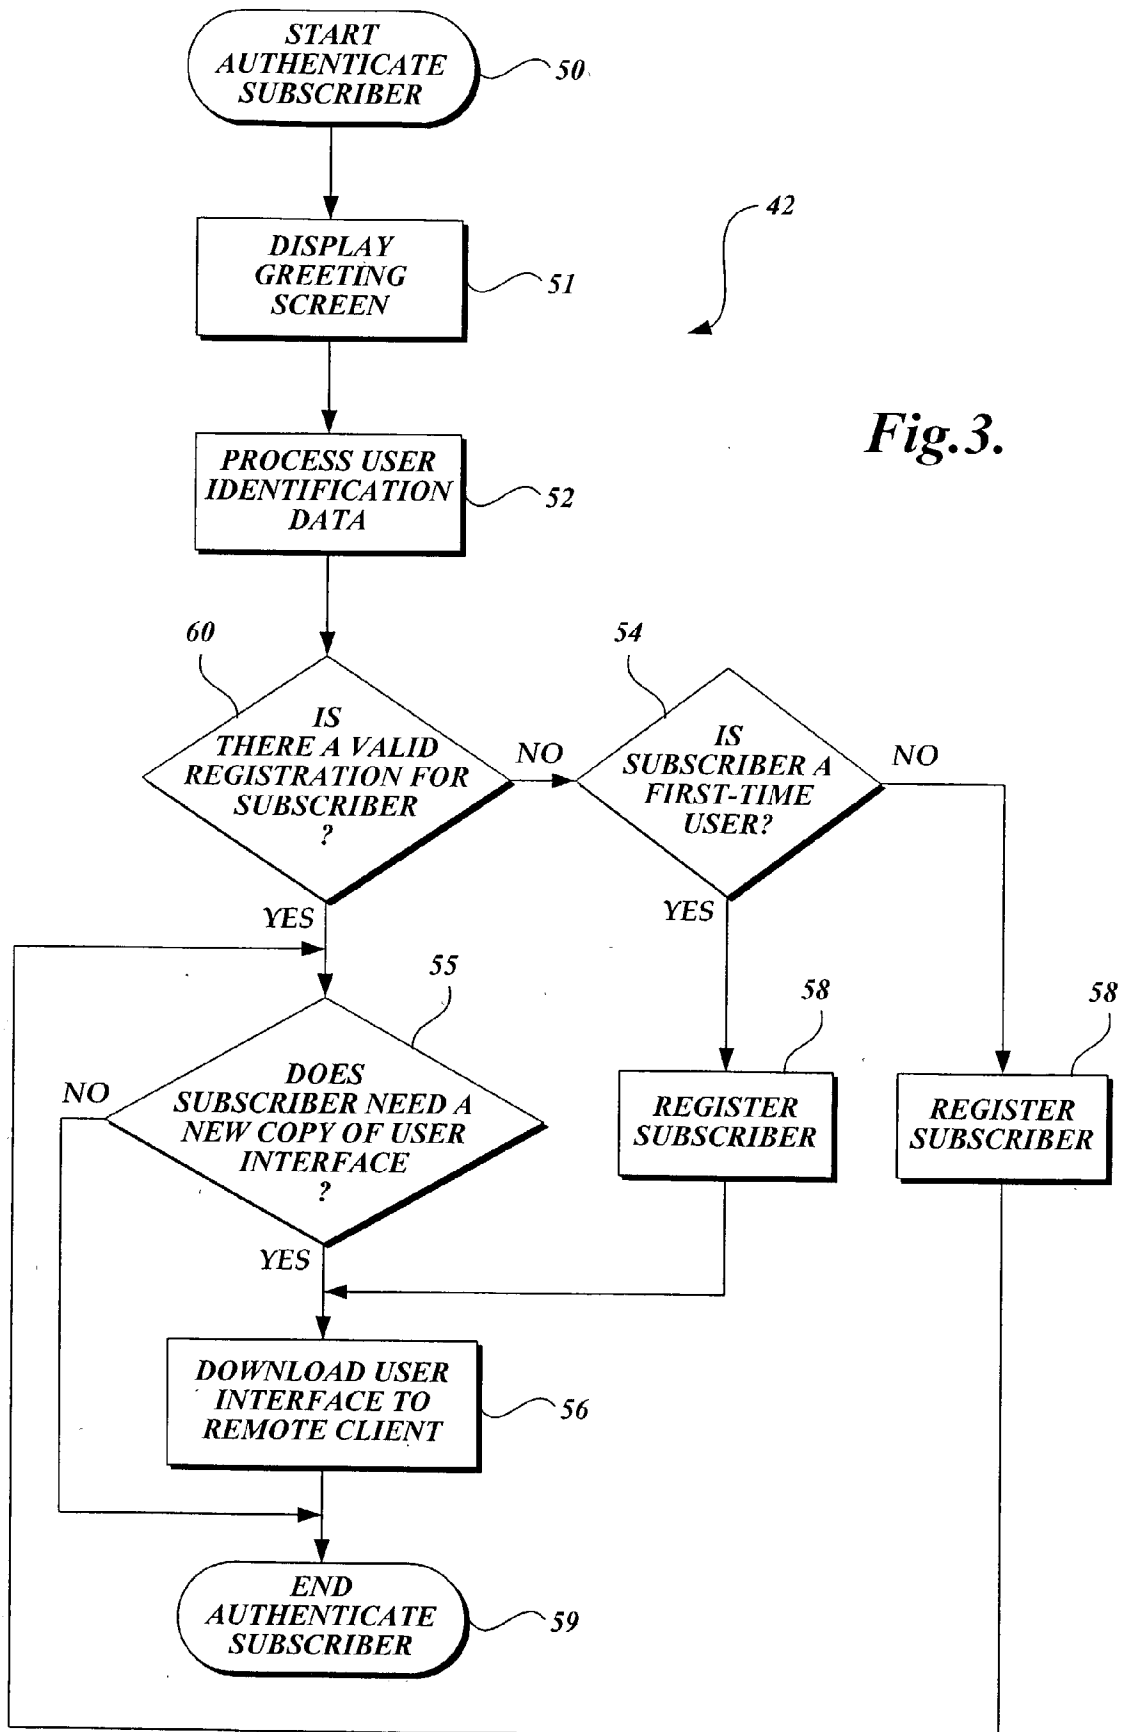 START
AUTHENTICATE
SUBSCRIBER
50
42
DISPLAY
GREETING
SCREEN
51
Fig.3.
PROCESS USER
IDENTIFICATION
DATA
52
60
54
IS
THERE A VALID
REGISTRATION FOR
SUBSCRIBER
?
NO
IS
SUBSCRIBER A
FIRST-TIME
USER?
NO
YES
YES
55
58
58
NO
DOES
SUBSCRIBER NEED A
NEW COPY OF USER
INTERFACE
?
REGISTER
SUBSCRIBER
REGISTER
SUBSCRIBER
YES
DOWNLOAD USER
INTERFACE TO
REMOTE CLIENT
56
END
AUTHENTICATE
SUBSCRIBER
59